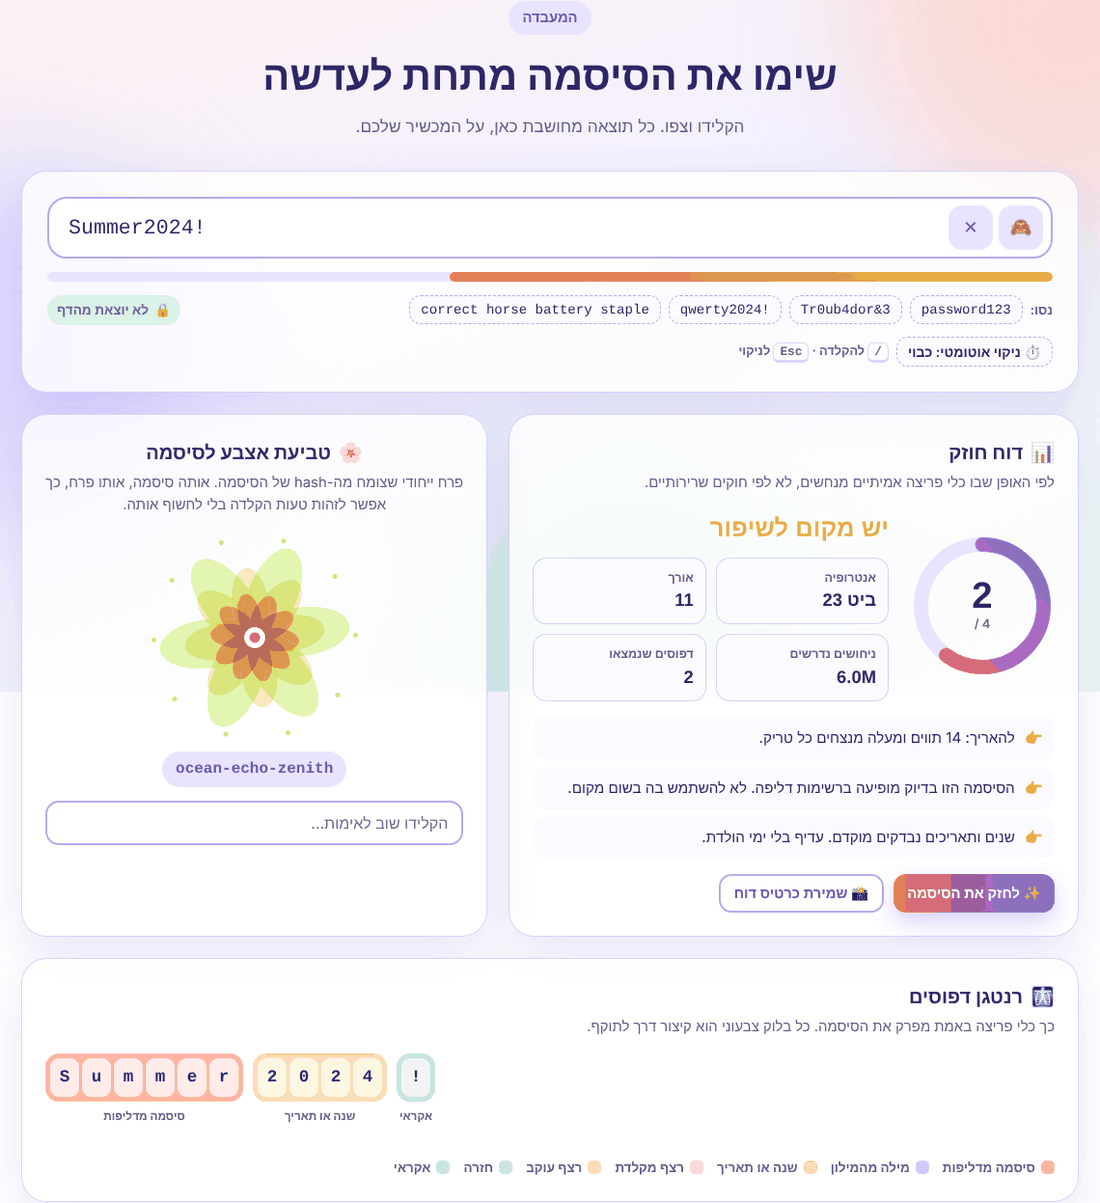 המעבדה
שימו את הסיסמה מתחת לעדשה
הקלידו וצפו. כל תוצאה מחושבת כאן, על המכשיר שלכם.
Summer2024!
נסו: password123 Tr0ub4dor&3 qwerty2024! correct horse battery staple
לא יוצאת מהדף
ניקוי אוטומטי: כבוי / להקלדה · Esc לניקוי
דוח חוזק
לפי האופן שבו כלי פריצה אמיתיים מנחשים, לא לפי חוקים שרירותיים.
2
/ 4
יש מקום לשיפור
אנטרופיה
23 ביט
אורך
11
ניחושים נדרשים
6.0M
דפוסים שנמצאו
2
להאריך: 14 תווים ומעלה מנצחים כל טריק.
הסיסמה הזו בדיוק מופיעה ברשימות דליפה. לא להשתמש בה בשום מקום.
שנים ותאריכים נבדקים מוקדם. עדיף בלי ימי הולדת.
לחזק את הסיסמה
שמירת כרטיס דוח
טביעת אצבע לסיסמה
פרח ייחודי שצומח מה-hash של הסיסמה. אותה סיסמה, אותו פרח, כך
אפשר לזהות טעות הקלדה בלי לחשוף אותה.
ocean-echo-zenith
הקלידו שוב לאימות...
רנטגן דפוסים
כך כלי פריצה באמת מפרק את הסיסמה. כל בלוק צבעוני הוא קיצור דרך לתוקף.
S u m m e r 2 0 2 4 !
סיסמה מדליפות שנה או תאריך אקראי
סיסמה מדליפות מילה מהמילון שנה או תאריך רצף מקלדת רצף עוקב חזרה אקראי